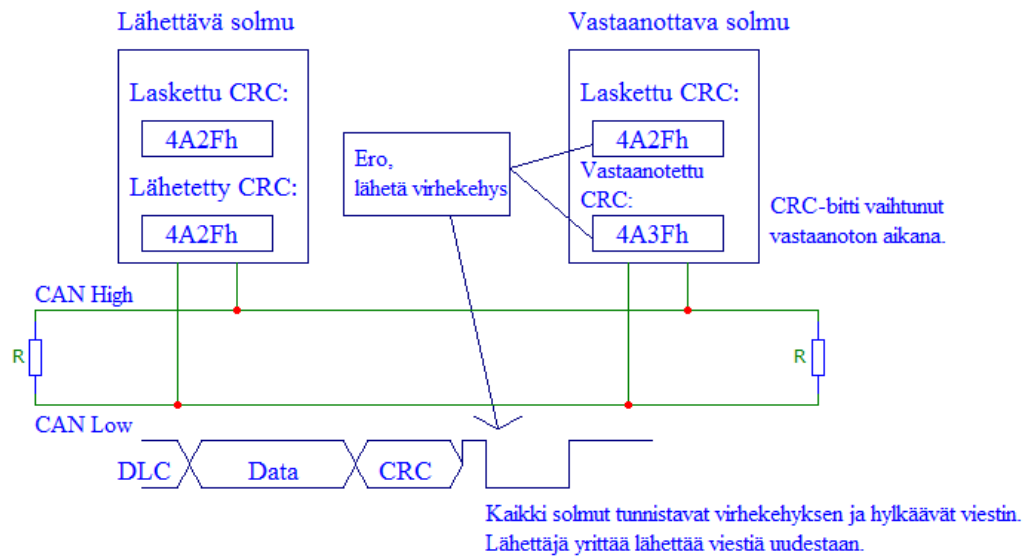 Lähettävä solmu
Vastaanottava solmu
Laskettu CRC:
4A2Fh
Lähetetty CRC:
4A2Fh
Ero,
lähetä virhekehys
Laskettu CRC:
4A2Fh
Vastaanotettu
CRC:
4A3Fh
CRC-bitti vaihtunut
vastaanoton aikana.
CAN High
R
R
CAN Low
DLC
Data
CRC
Kaikki solmut tunnistavat virhekehyksen ja hylkäävät viestin.
Lähettäjä yrittää lähettää viestiä uudestaan.